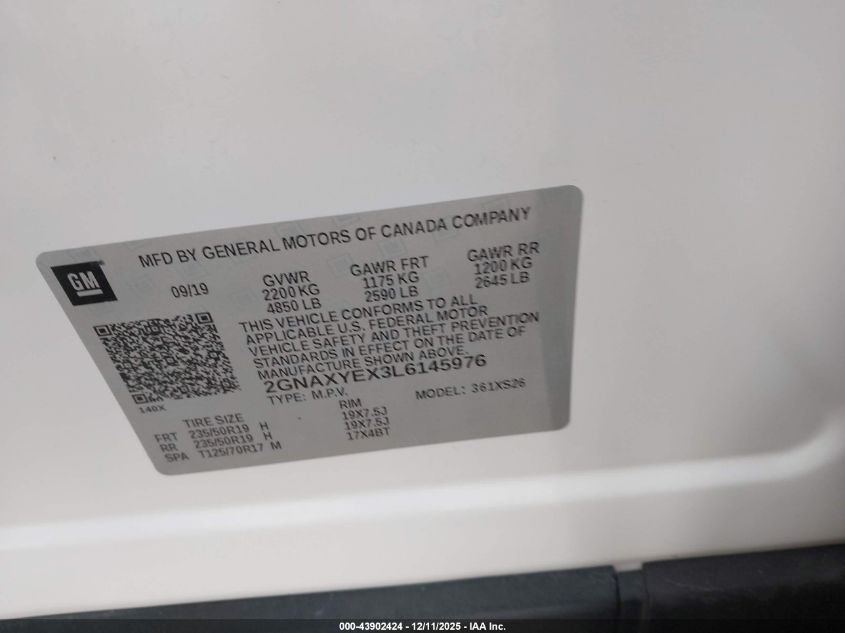 GM
MFD BY GENERAL MOTORS OF CANADA COMPANY
09/19
GVWR GAWR FRT GAWR RR
2200 KG 1175 KG 1200 KG
4850 LB 2590 LB 2645 LB
THIS VEHICLE CONFORMS TO ALL
APPLICABLE U.S. FEDERAL MOTOR
VEHICLE SAFETY AND THEFT PREVENTION
STANDARDS IN EFFECT ON THE DATE OF
MANUFACTURE SHOWN ABOVE.
2GNAXYEX3L6145976
TYPE: M.P.V. MODEL: 361XS26
140X
TIRE SIZE RIM
FRT 235/50R19 H 19X7.5J
RR 235/50R19 H 19X7.5J
SPA T125/70R17 M 17X4BT
000-43902424 - 12/11/2025 - IAA Inc.